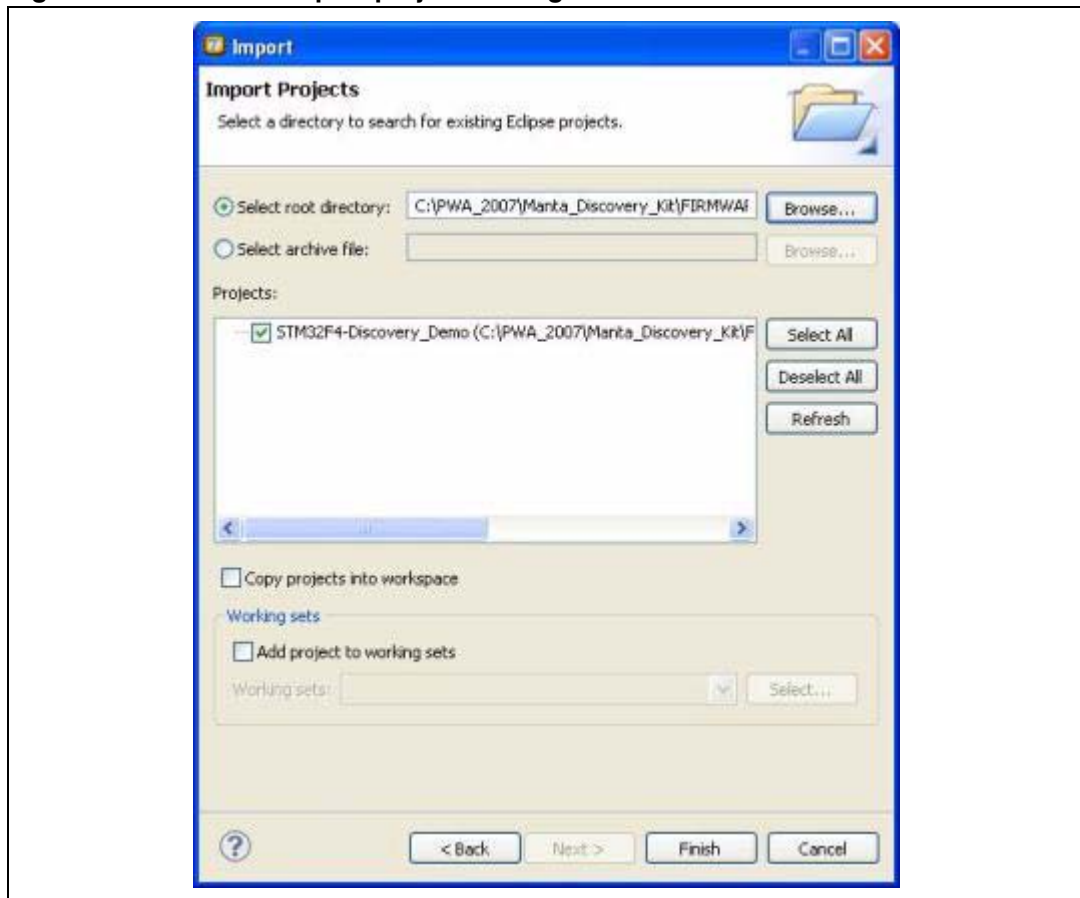 Import
Import Projects
Select a directory to search for existing Eclipse projects.
Select root directory: C:\PWA_2007\Manta_Discovery_Kit\FIRMWAR Browse...
Select archive file: Browse...
Projects:
STM32F4-Discovery_Demo (C:\PWA_2007\Manta_Discovery_Kit\F Select All
Deselect All
Refresh
Copy projects into workspace
Working sets
Add project to working sets
Working sets: Select...
< Back Next > Finish Cancel